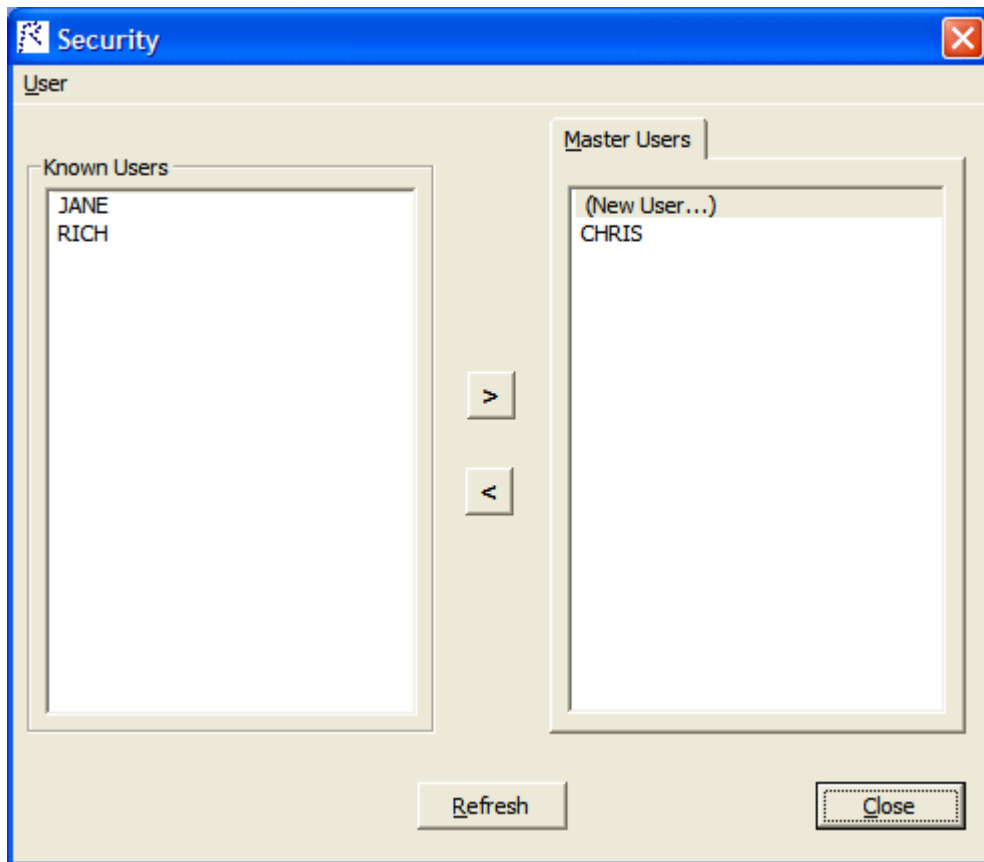 Security
User
Master Users
Known Users
JANE
RICH
(New User...)
CHRIS
>
<
Refresh
Close